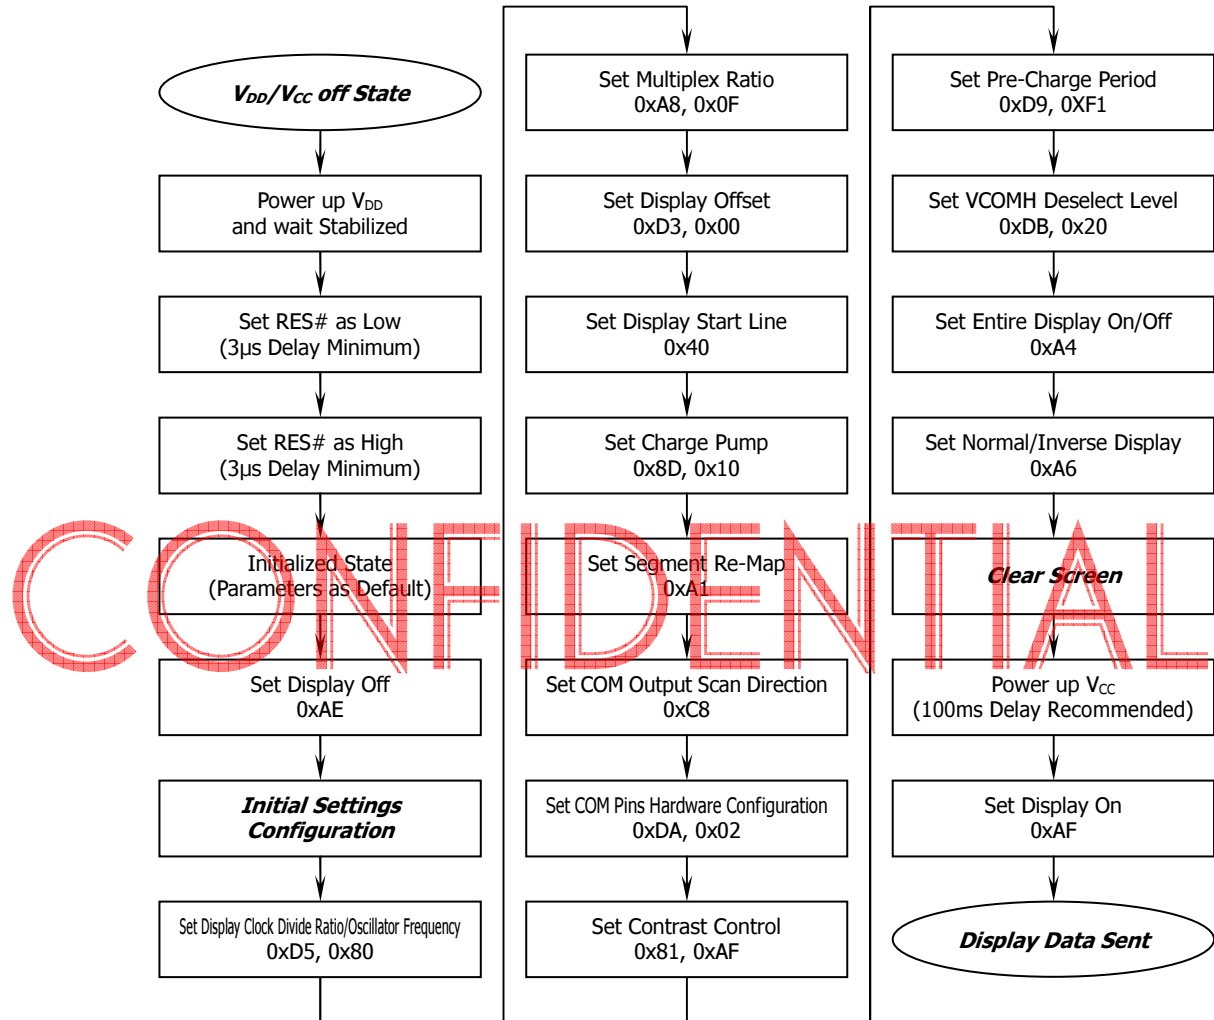 V_DD/V_CC off State
Power up V_DD
and wait Stabilized
Set RES# as Low
(3μs Delay Minimum)
Set RES# as High
(3μs Delay Minimum)
Initialized State
(Parameters as Default)
Set Display Off
0xAE
Initial Settings
Configuration
Set Display Clock Divide Ratio/Oscillator Frequency
0xD5, 0x80
Set Multiplex Ratio
0xA8, 0x0F
Set Display Offset
0xD3, 0x00
Set Display Start Line
0x40
Set Charge Pump
0x8D, 0x10
Set Segment Re-Map
0xA1
Set COM Output Scan Direction
0xC8
Set COM Pins Hardware Configuration
0xDA, 0x02
Set Contrast Control
0x81, 0xAF
Set Pre-Charge Period
0xD9, 0XF1
Set VCOMH Deselect Level
0xDB, 0x20
Set Entire Display On/Off
0xA4
Set Normal/Inverse Display
0xA6
Clear Screen
Power up V_CC
(100ms Delay Recommended)
Set Display On
0xAF
Display Data Sent
CONFIDENTIAL